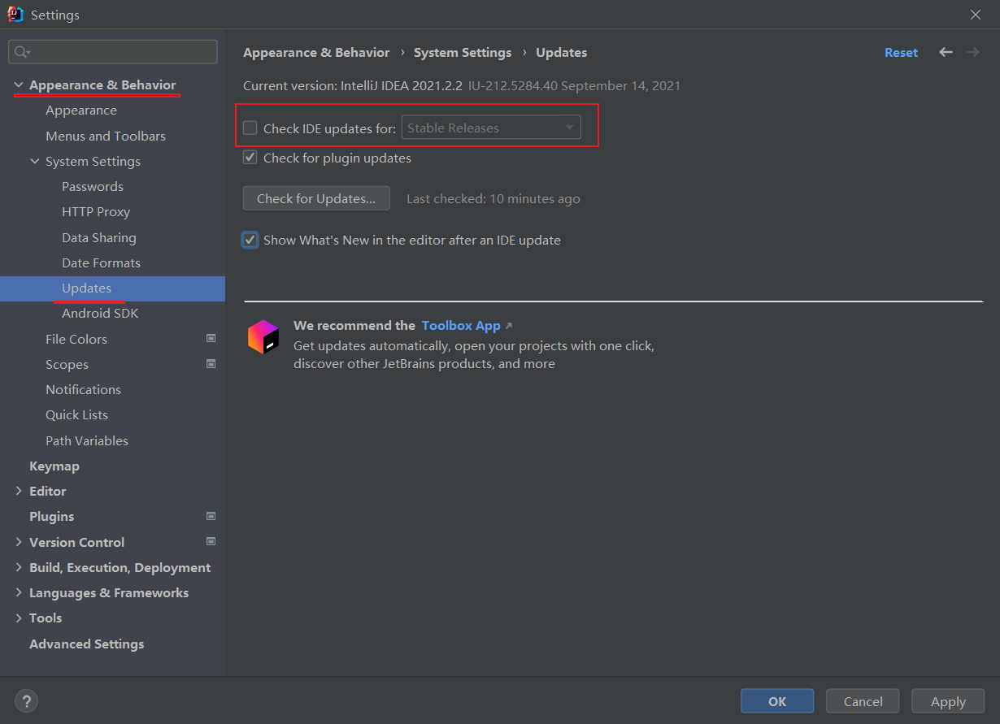 Settings
Appearance & Behavior
Appearance
Menus and Toolbars
System Settings
Passwords
HTTP Proxy
Data Sharing
Date Formats
Updates
Android SDK
File Colors
Scopes
Notifications
Quick Lists
Path Variables
Keymap
Editor
Plugins
Version Control
Build, Execution, Deployment
Languages & Frameworks
Tools
Advanced Settings
Appearance & Behavior › System Settings › Updates
Reset
Current version: IntelliJ IDEA 2021.2.2 IU-212.5284.40 September 14, 2021
Check IDE updates for: Stable Releases
Check for plugin updates
Check for Updates... Last checked: 10 minutes ago
Show What's New in the editor after an IDE update
We recommend the Toolbox App ↗
Get updates automatically, open your projects with one click,
discover other JetBrains products, and more
? OK Cancel Apply